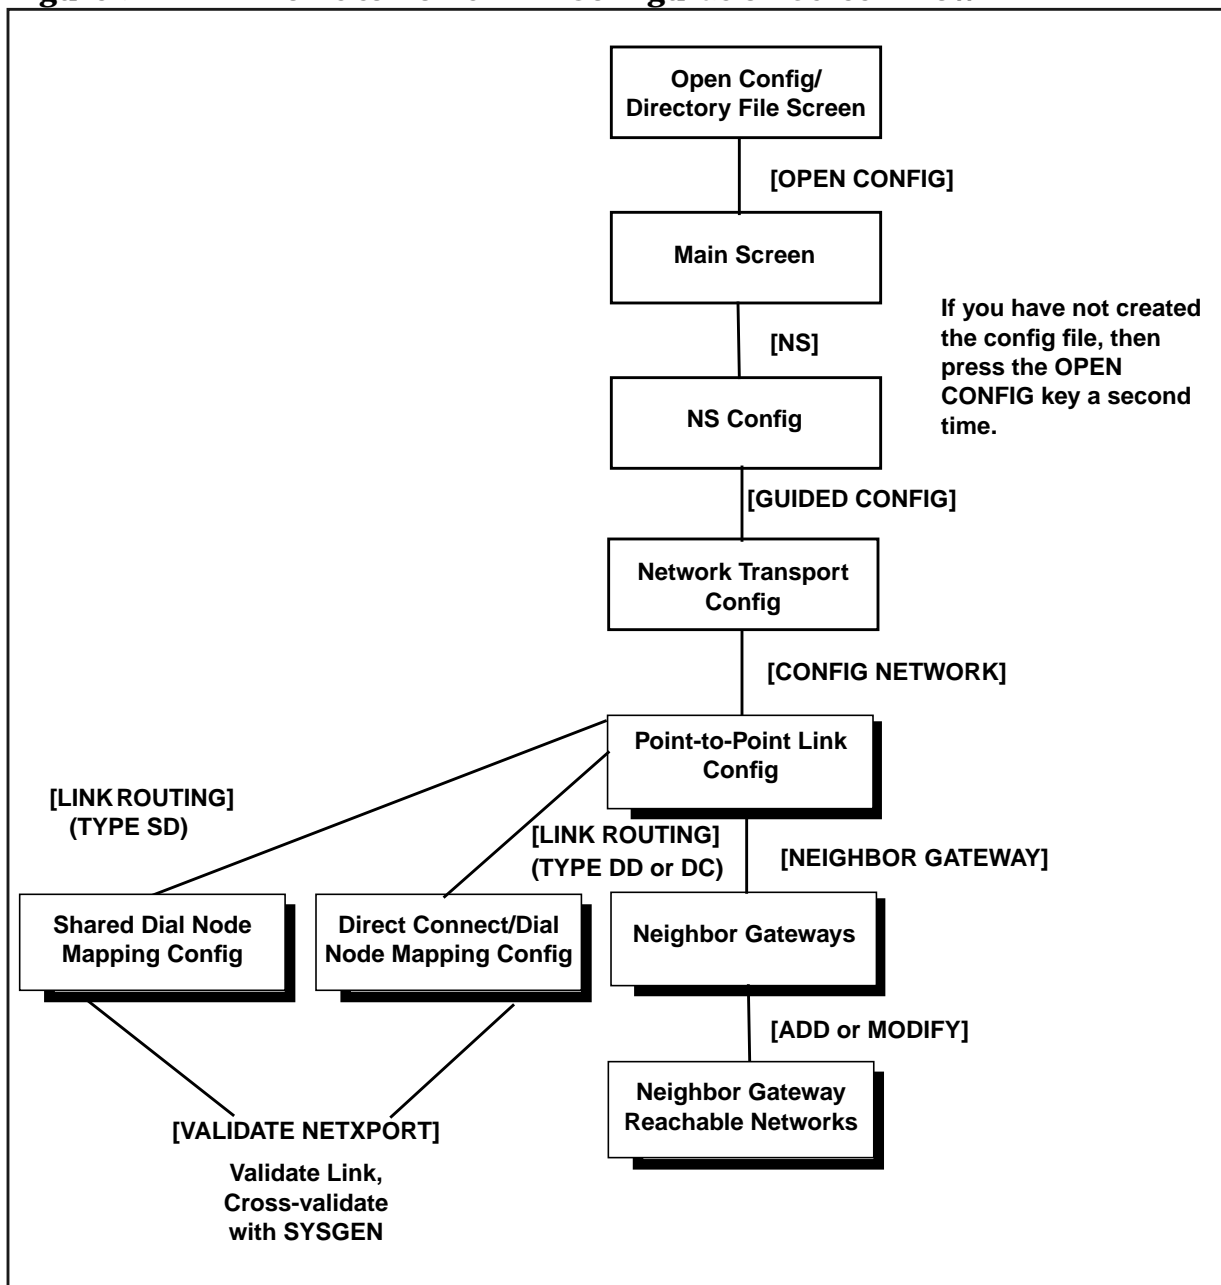 Open Config/
Directory File Screen
[OPEN CONFIG]
Main Screen
If you have not created
the config file, then
press the OPEN
CONFIG key a second
time.
[NS]
NS Config
[GUIDED CONFIG]
Network Transport
Config
[CONFIG NETWORK]
Point-to-Point Link
Config
[LINK ROUTING]
(TYPE SD)
[LINK ROUTING]
(TYPE DD or DC)
[NEIGHBOR GATEWAY]
Shared Dial Node
Mapping Config
Direct Connect/Dial
Node Mapping Config
Neighbor Gateways
[ADD or MODIFY]
Neighbor Gateway
Reachable Networks
[VALIDATE NETXPORT]
Validate Link,
Cross-validate
with SYSGEN